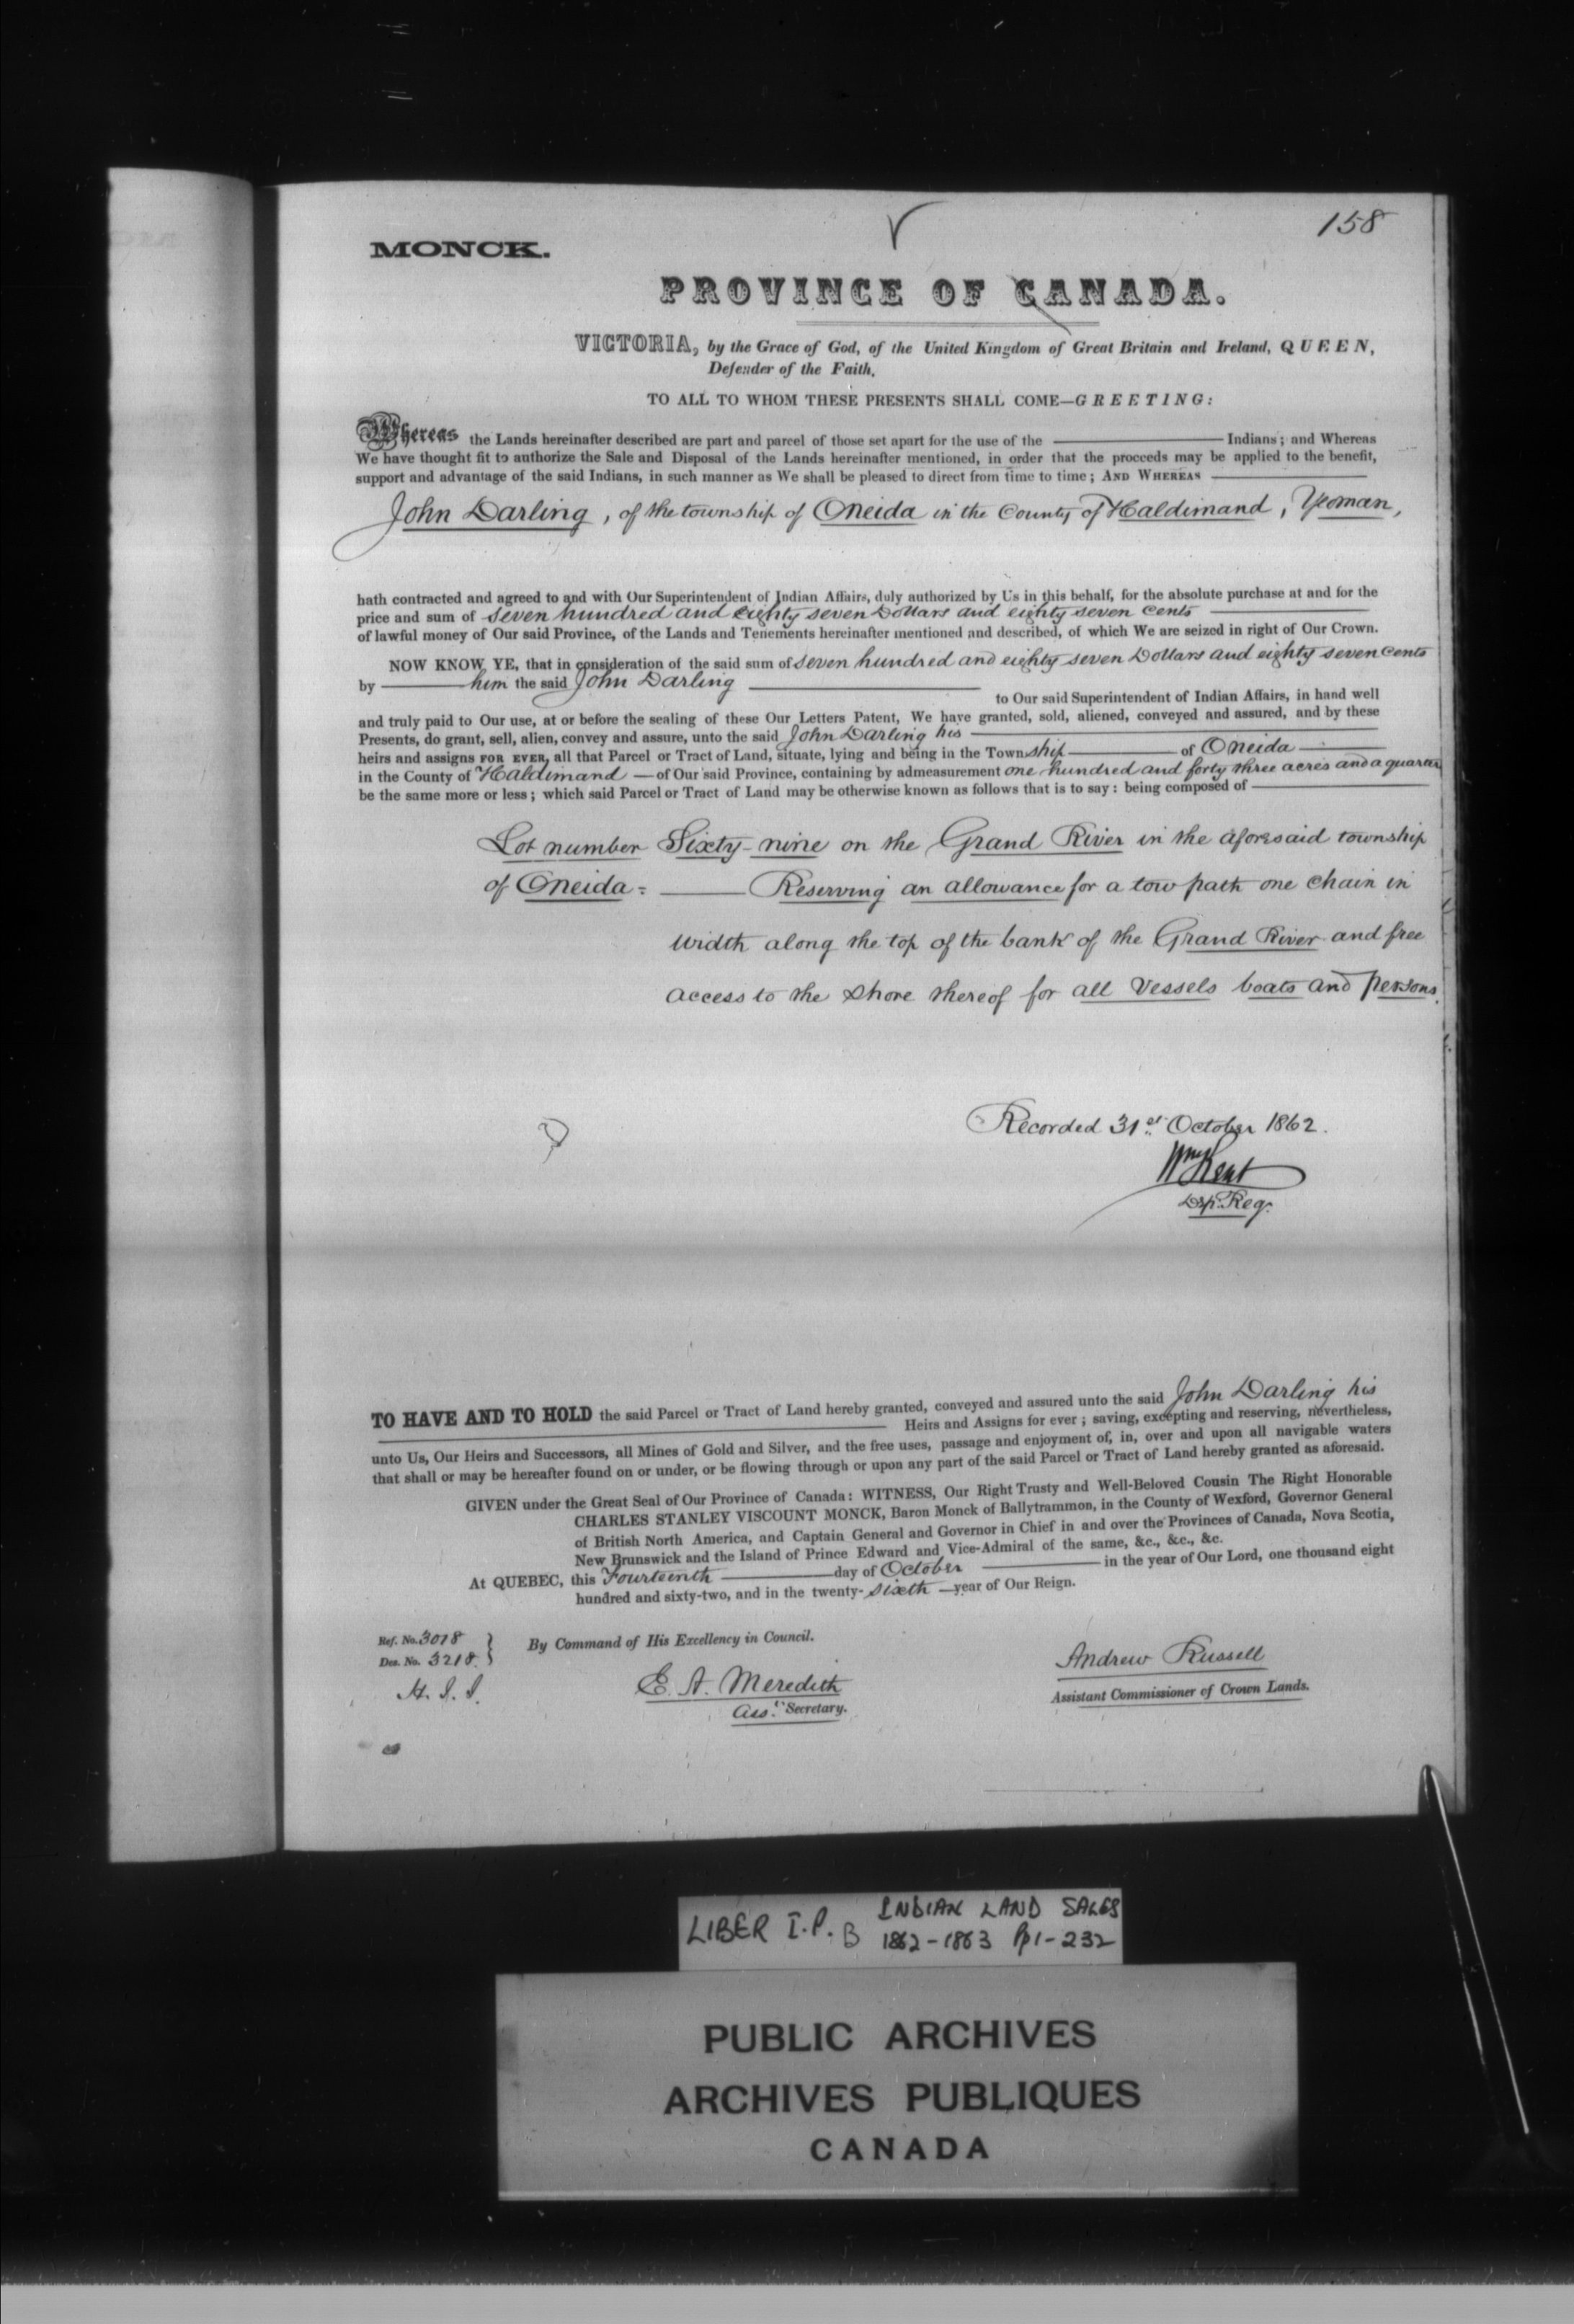 158
MONCK.
PROVINCE OF CANADA.
VICTORIA, by the Grace of God, of the United Kingdom of Great Britain and Ireland, QUEEN,
Defender of the Faith.
TO ALL TO WHOM THESE PRESENTS SHALL COME—GREETING:
Whereas the Lands hereinafter described are part and parcel of those set apart for the use of the ——— Indians; and Whereas
We have thought fit to authorize the Sale and Disposal of the Lands hereinafter mentioned, in order that the proceeds may be applied to the benefit,
support and advantage of the said Indians, in such manner as We shall be pleased to direct from time to time; AND WHEREAS ———
John Darling, of the township of Oneida in the County of Haldimand, Yeoman,
hath contracted and agreed to and with Our Superintendent of Indian Affairs, duly authorized by Us in this behalf, for the absolute purchase at and for the
price and sum of Seven hundred and eighty seven Dollars and eighty seven cents ———
of lawful money of Our said Province, of the Lands and Tenements hereinafter mentioned and described, of which We are seized in right of Our Crown.
NOW KNOW YE, that in consideration of the said sum of Seven hundred and eighty seven Dollars and eighty seven cents
by ——— him the said John Darling ——— to Our said Superintendent of Indian Affairs, in hand well
and truly paid to Our use, at or before the sealing of these Our Letters Patent, We have granted, sold, aliened, conveyed and assured, and by these
Presents, do grant, sell, alien, convey and assure, unto the said John Darling his ———
heirs and assigns FOR EVER, all that Parcel or Tract of Land, situate, lying and being in the Township ——— of Oneida ———
in the County of Haldimand — of Our said Province, containing by admeasurement one hundred and forty three acres and a quarter
be the same more or less; which said Parcel or Tract of Land may be otherwise known as follows that is to say: being composed of ———
Lot number Sixty-nine on the Grand River in the aforesaid township
of Oneida: ——— Reserving an allowance for a tow path one chain in
width along the top of the bank of the Grand River and free
access to the shore thereof for all Vessels boats and persons.
Recorded 31st October 1862.
Wm Kent
Dep. Reg.
TO HAVE AND TO HOLD the said Parcel or Tract of Land hereby granted, conveyed and assured unto the said John Darling his
——— Heirs and Assigns for ever; saving, excepting and reserving, nevertheless,
unto Us, Our Heirs and Successors, all Mines of Gold and Silver, and the free uses, passage and enjoyment of, in, over and upon all navigable waters
that shall or may be hereafter found on or under, or be flowing through or upon any part of the said Parcel or Tract of Land hereby granted as aforesaid.
GIVEN under the Great Seal of Our Province of Canada: WITNESS, Our Right Trusty and Well-Beloved Cousin The Right Honorable
CHARLES STANLEY VISCOUNT MONCK, Baron Monck of Ballytrammon, in the County of Wexford, Governor General
of British North America, and Captain General and Governor in Chief in and over the Provinces of Canada, Nova Scotia,
New Brunswick and the Island of Prince Edward and Vice-Admiral of the same, &c., &c., &c.
At QUEBEC, this Fourteenth ——— day of October ——— in the year of Our Lord, one thousand eight
hundred and sixty-two, and in the twenty-sixth — year of Our Reign.
Ref. No. 3018
Des. No. 3218.
By Command of His Excellency in Council.
E. A. Meredith
Asst. Secretary.
Andrew Russell
Assistant Commissioner of Crown Lands.
LIBER I.P. B INDIAN LAND SALES
1862-1863 Pp 1-232
PUBLIC ARCHIVES
ARCHIVES PUBLIQUES
CANADA